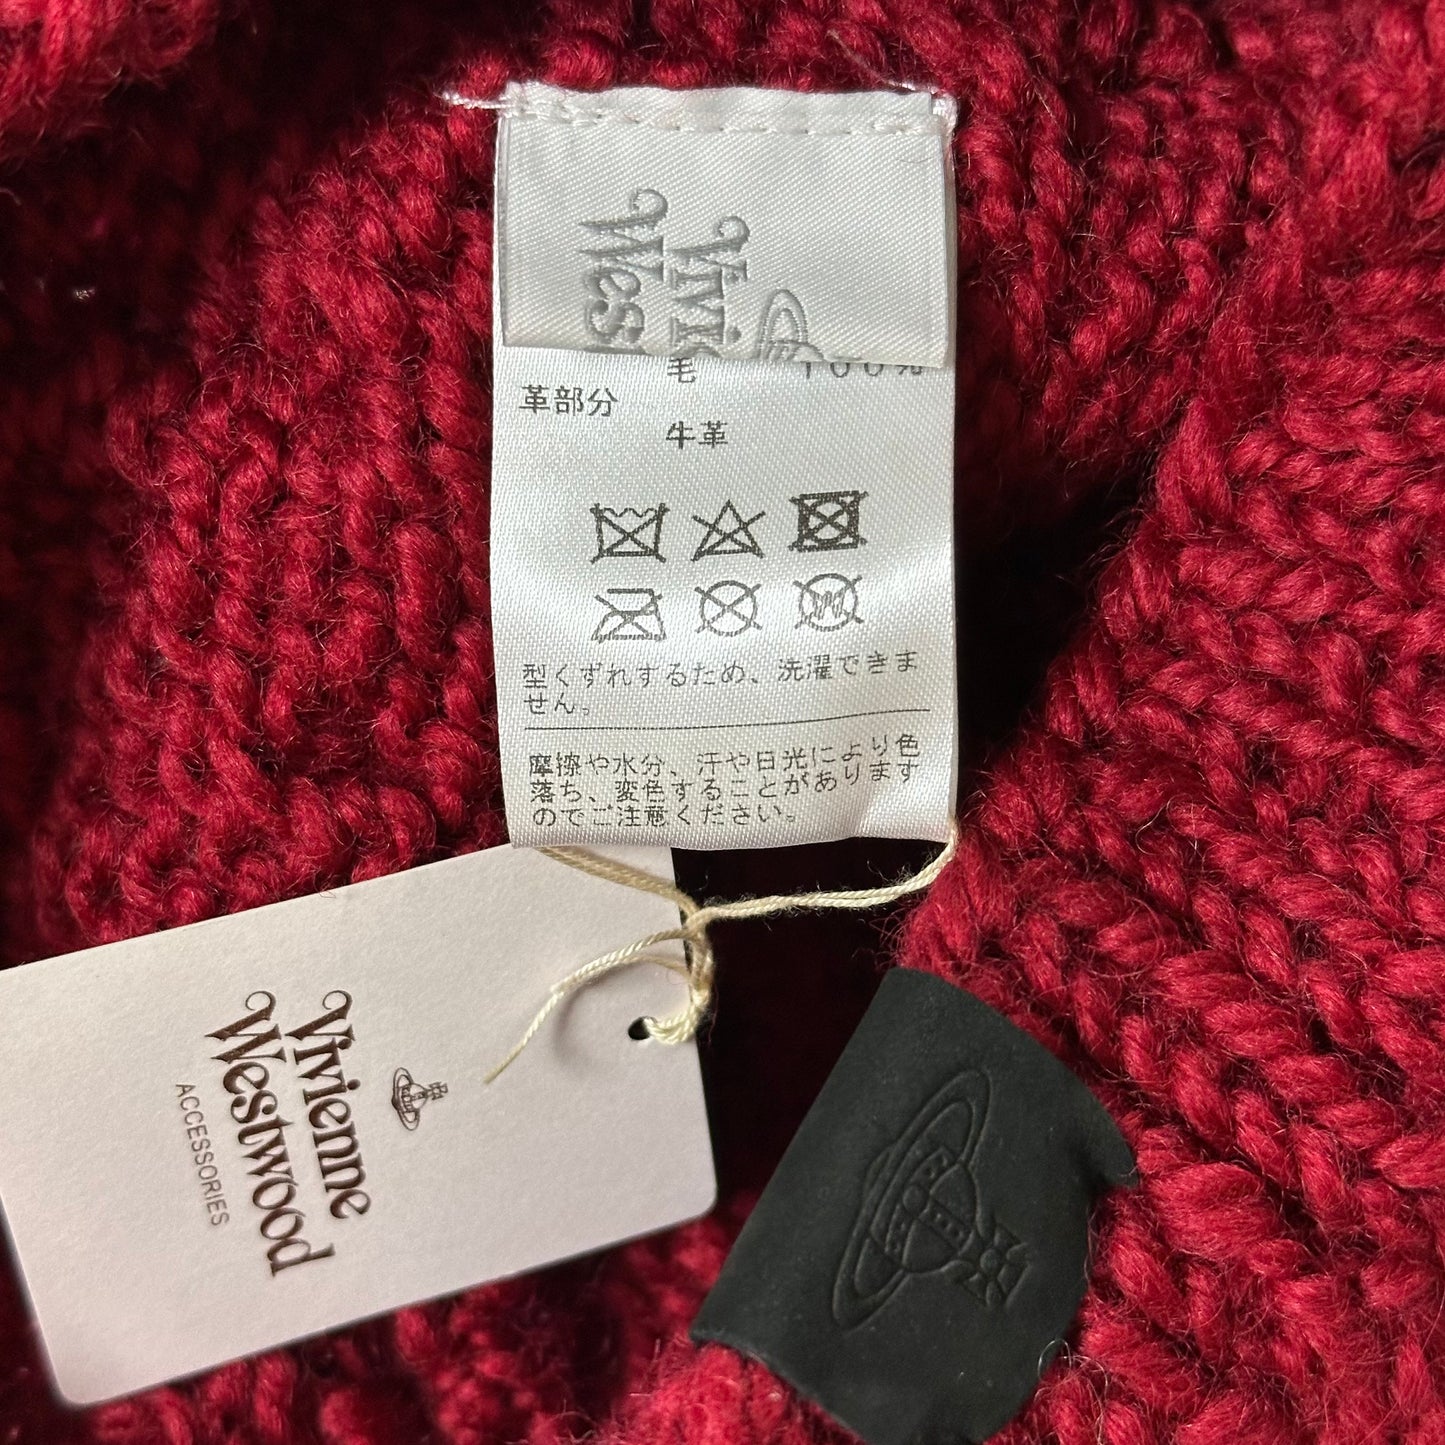 Vivi
Wes
毛 100%
革部分
牛革
型くずれするため、洗濯できま
せん。
摩擦や水分、汗や日光により色
落ち、変色することがあります
のでご注意ください。
Vivienne
Westwood
ACCESSORIES